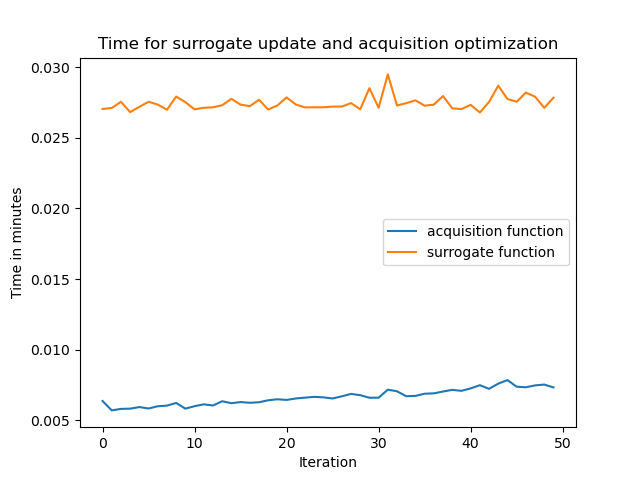 Time for surrogate update and acquisition optimization
0.030
0.025
0.020
0.015
0.010
0.005
Time in minutes
acquisition function
surrogate function
0 10 20 30 40 50
Iteration